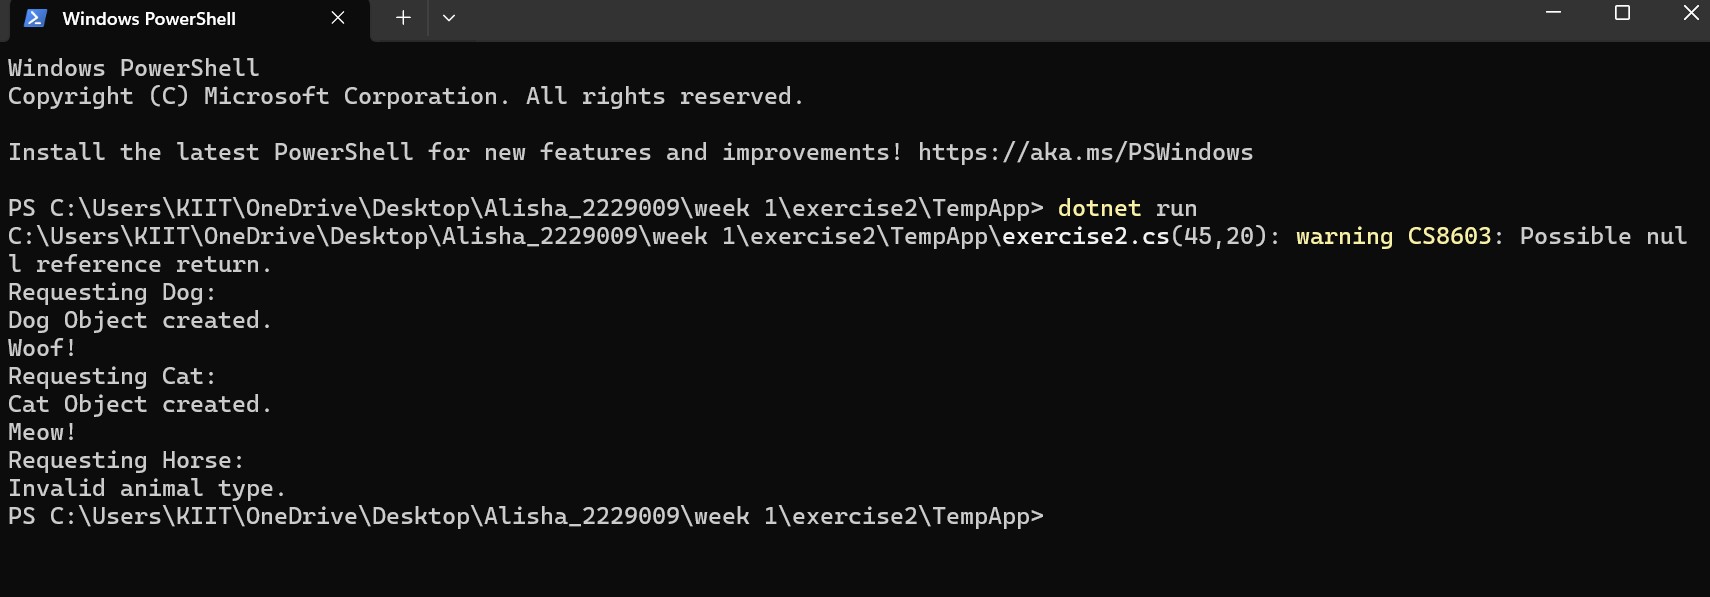 Windows PowerShell
Windows PowerShell
Copyright (C) Microsoft Corporation. All rights reserved.
Install the latest PowerShell for new features and improvements! https://aka.ms/PSWindows
PS C:\Users\KIIT\OneDrive\Desktop\Alisha_2229009\week 1\exercise2\TempApp> dotnet run
C:\Users\KIIT\OneDrive\Desktop\Alisha_2229009\week 1\exercise2\TempApp\exercise2.cs(45,20): warning CS8603: Possible nul
l reference return.
Requesting Dog:
Dog Object created.
Woof!
Requesting Cat:
Cat Object created.
Meow!
Requesting Horse:
Invalid animal type.
PS C:\Users\KIIT\OneDrive\Desktop\Alisha_2229009\week 1\exercise2\TempApp>